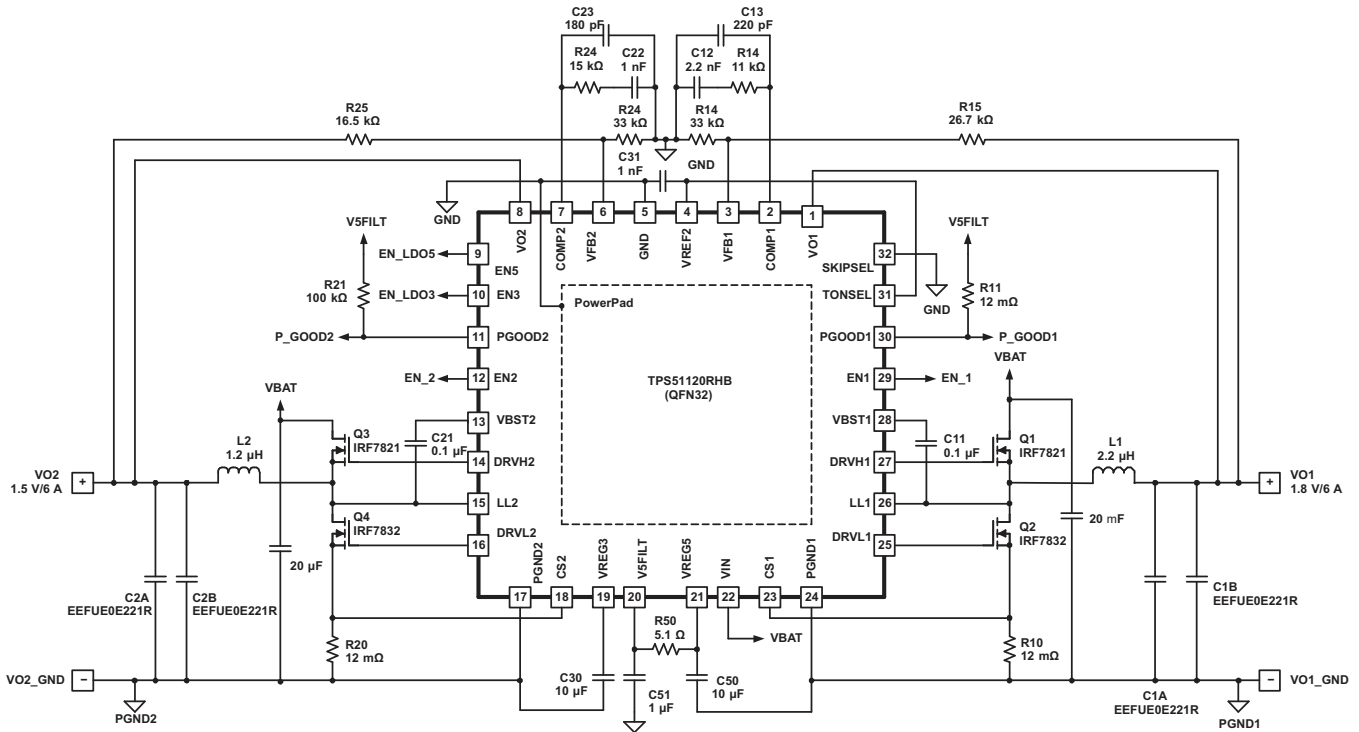 C23
180 pF
C13
220 pF
R24
15 kΩ
C22
1 nF
C12
2.2 nF
R14
11 kΩ
R25
16.5 kΩ
R24
33 kΩ
R14
33 kΩ
R15
26.7 kΩ
C31
1 nF
GND
GND
8
7
6
5
4
3
2
1
VO2
COMP2
VFB2
GND
VREF2
VFB1
COMP1
VO1
V5FILT
EN_LDO5
9
EN5
R21
100 kΩ
EN_LDO3
10
EN3
P_GOOD2
11
PGOOD2
EN_2
12
EN2
VBAT
13
VBST2
Q3
IRF7821
C21
0.1 µF
14
DRVH2
L2
1.2 µH
VO2
1.5 V/6 A
+
15
LL2
Q4
IRF7832
16
DRVL2
20 µF
C2A
EEFUE0E221R
C2B
EEFUE0E221R
R20
12 mΩ
VO2_GND
−
PGND2
PowerPad
TPS51120RHB
(QFN32)
32
SKIPSEL
V5FILT
31
TONSEL
GND
R11
12 mΩ
PGOOD1
30
P_GOOD1
VBAT
EN1
29
EN_1
VBST1
28
C11
0.1 µF
Q1
IRF7821
DRVH1
27
L1
2.2 µH
LL1
26
VO1
1.8 V/6 A
+
Q2
IRF7832
20 mF
DRVL1
25
PGND2
CS2
VREG3
V5FILT
VREG5
VIN
CS1
PGND1
17
18
19
20
21
22
23
24
R50
5.1 Ω
VBAT
C30
10 µF
C51
1 µF
C50
10 µF
R10
12 mΩ
C1B
EEFUE0E221R
C1A
EEFUE0E221R
VO1_GND
−
PGND1